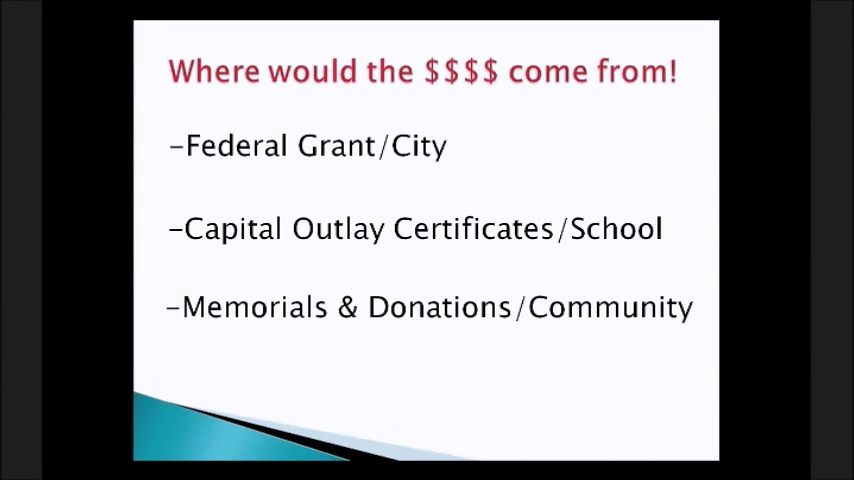 Where would the $$$$ come from!
-Federal Grant/City
-Capital Outlay Certificates/School
-Memorials & Donations/Community